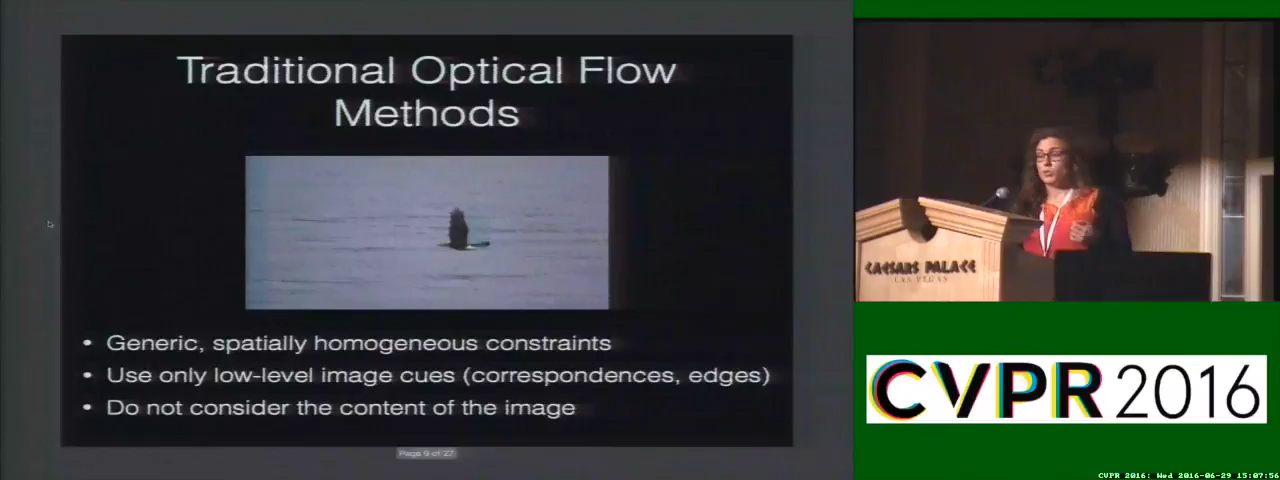 Traditional Optical Flow
Methods
• Generic, spatially homogeneous constraints
• Use only low-level image cues (correspondences, edges)
• Do not consider the content of the image
Page 9 of 27
CAESARS PALACE
LAS VEGAS
CVPR 2016
CVPR 2016: Wed 2016-06-29 15:07:56